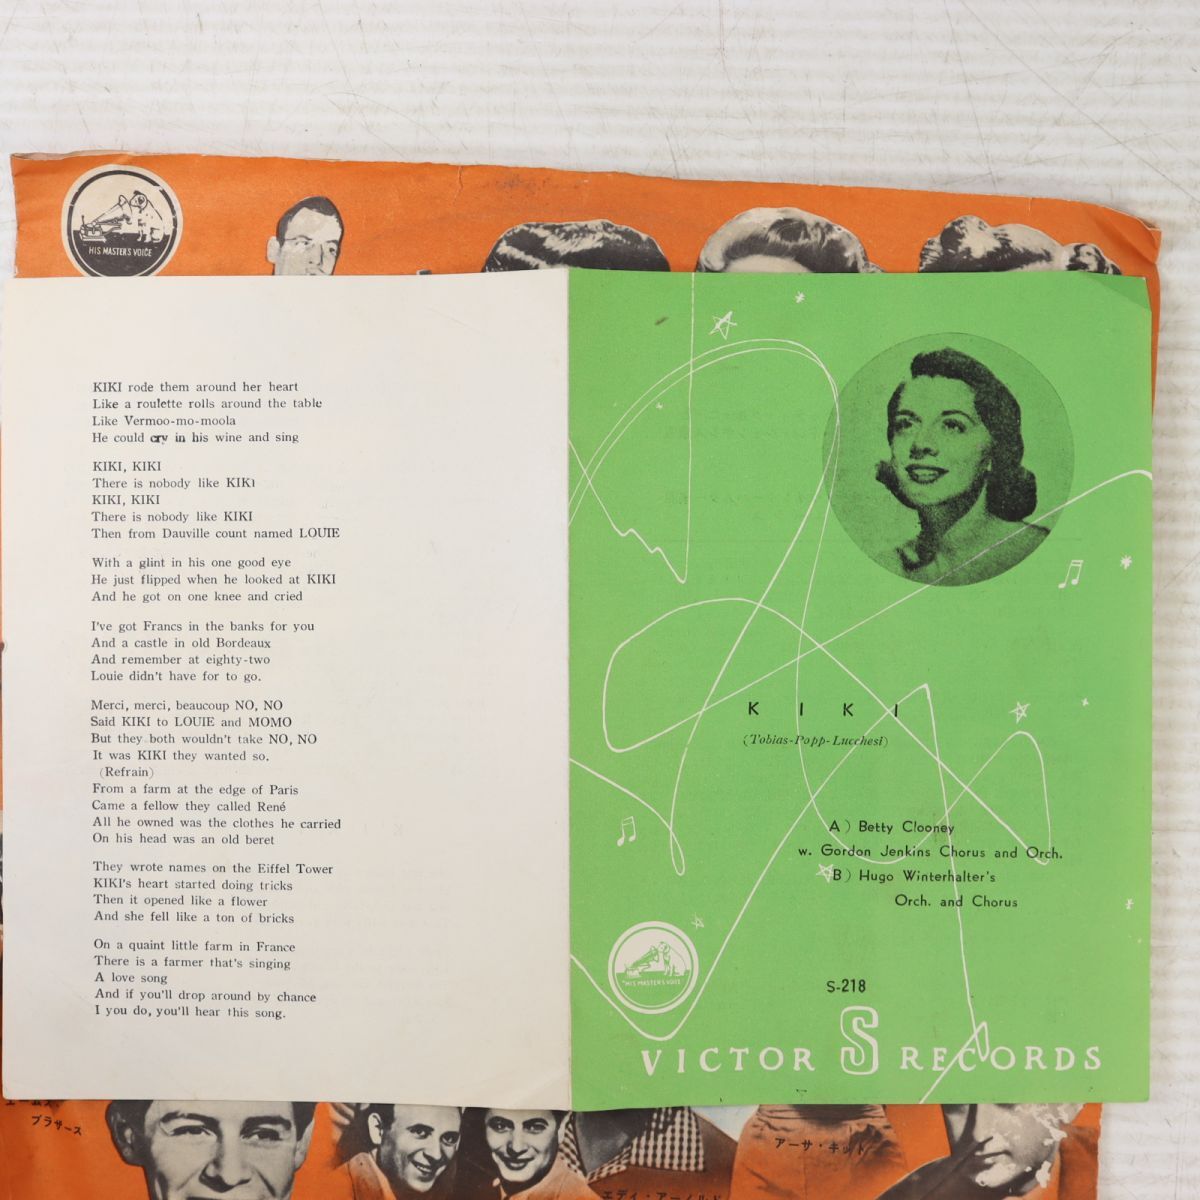 HIS MASTER'S VOICE
KIKI rode them around her heart
Like a roulette rolls around the table
Like Vermoo-mo-moola
He could cry in his wine and sing
KIKI, KIKI
There is nobody like KIKI
KIKI, KIKI
There is nobody like KIKI
Then from Dauville count named LOUIE
With a glint in his one good eye
He just flipped when he looked at KIKI
And he got on one knee and cried
I've got Francs in the banks for you
And a castle in old Bordeaux
And remember at eighty-two
Louie didn't have for to go.
Merci, merci, beaucoup NO, NO
Said KIKI to LOUIE and MOMO
But they both wouldn't take NO, NO
It was KIKI they wanted so.
(Refrain)
From a farm at the edge of Paris
Came a fellow they called René
All he owned was the clothes he carried
On his head was an old beret
They wrote names on the Eiffel Tower
KIKI's heart started doing tricks
Then it opened like a flower
And she fell like a ton of bricks
On a quaint little farm in France
There is a farmer that's singing
A love song
And if you'll drop around by chance
I you do, you'll hear this song.
KIKI
(Tobias-Popp-Lucchesi)
A) Betty Clooney
w. Gordon Jenkins Chorus and Orch.
B) Hugo Winterhalter's
Orch. and Chorus
"HIS MASTERS VOICE"
S-218
VICTOR S RECORDS
エームス・
ブラザース
アーサ・キット
エディ・アーノルド